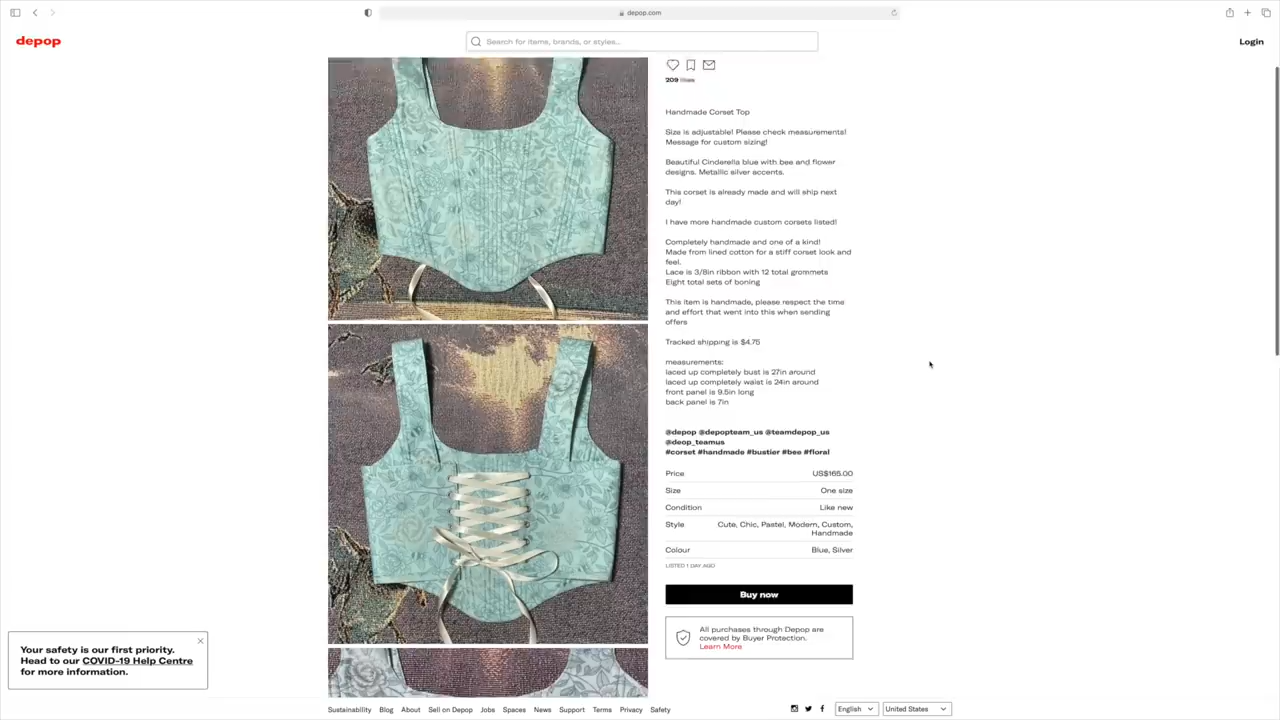 depop.com
depop
Search for items, brands, or styles...
Login
209 likes
Handmade Corset Top
Size is adjustable! Please check measurements!
Message for custom sizing!
Beautiful Cinderella blue with bee and flower
designs. Metallic silver accents.
This corset is already made and will ship next
day!
I have more handmade custom corsets listed!
Completely handmade and one of a kind!
Made from lined cotton for a stiff corset look and
feel.
Lace is 3/8in ribbon with 12 total grommets
Eight total sets of boning
This item is handmade, please respect the time
and effort that went into this when sending
offers
Tracked shipping is $4.75
measurements:
laced up completely bust is 27in around
laced up completely waist is 24in around
front panel is 9.5in long
back panel is 7in
@depop @depopteam_us @teamdepop_us
@deop_teamus
#corset #handmade #bustier #bee #floral
Price US$165.00
Size One size
Condition Like new
Style Cute, Chic, Pastel, Modern, Custom,
Handmade
Colour Blue, Silver
LISTED 1 DAY AGO
Buy now
All purchases through Depop are
covered by Buyer Protection.
Learn More
Your safety is our first priority.
Head to our COVID-19 Help Centre
for more information.
Sustainability Blog About Sell on Depop Jobs Spaces News Support Terms Privacy Safety English United States